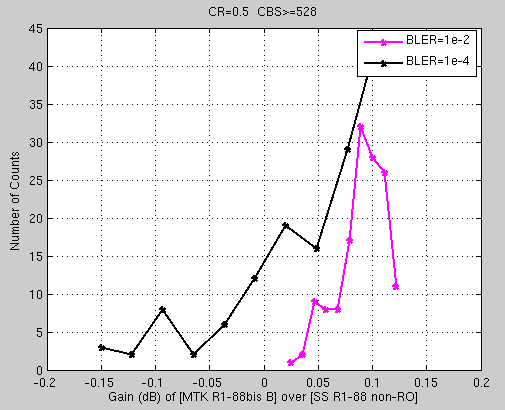 CR=0.5 CBS>=528
BLER=1e-2
BLER=1e-4
45
40
35
30
25
20
15
10
5
0
Number of Counts
-0.2 -0.15 -0.1 -0.05 0 0.05 0.1 0.15 0.2
Gain (dB) of [MTK R1-88bis B] over [SS R1-88 non-RO]